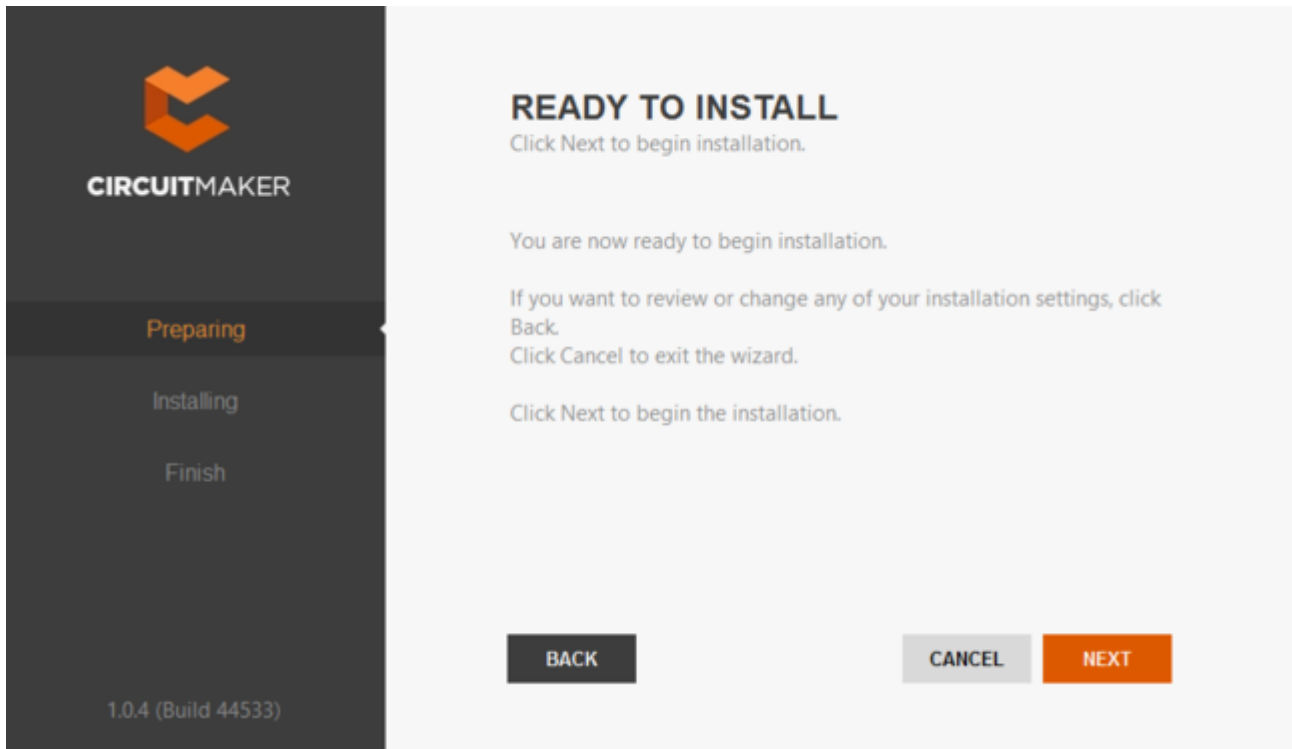 CIRCUITMAKER
Preparing
Installing
Finish
1.0.4 (Build 44533)
READY TO INSTALL
Click Next to begin installation.
You are now ready to begin installation.
If you want to review or change any of your installation settings, click
Back.
Click Cancel to exit the wizard.
Click Next to begin the installation.
BACK
CANCEL
NEXT